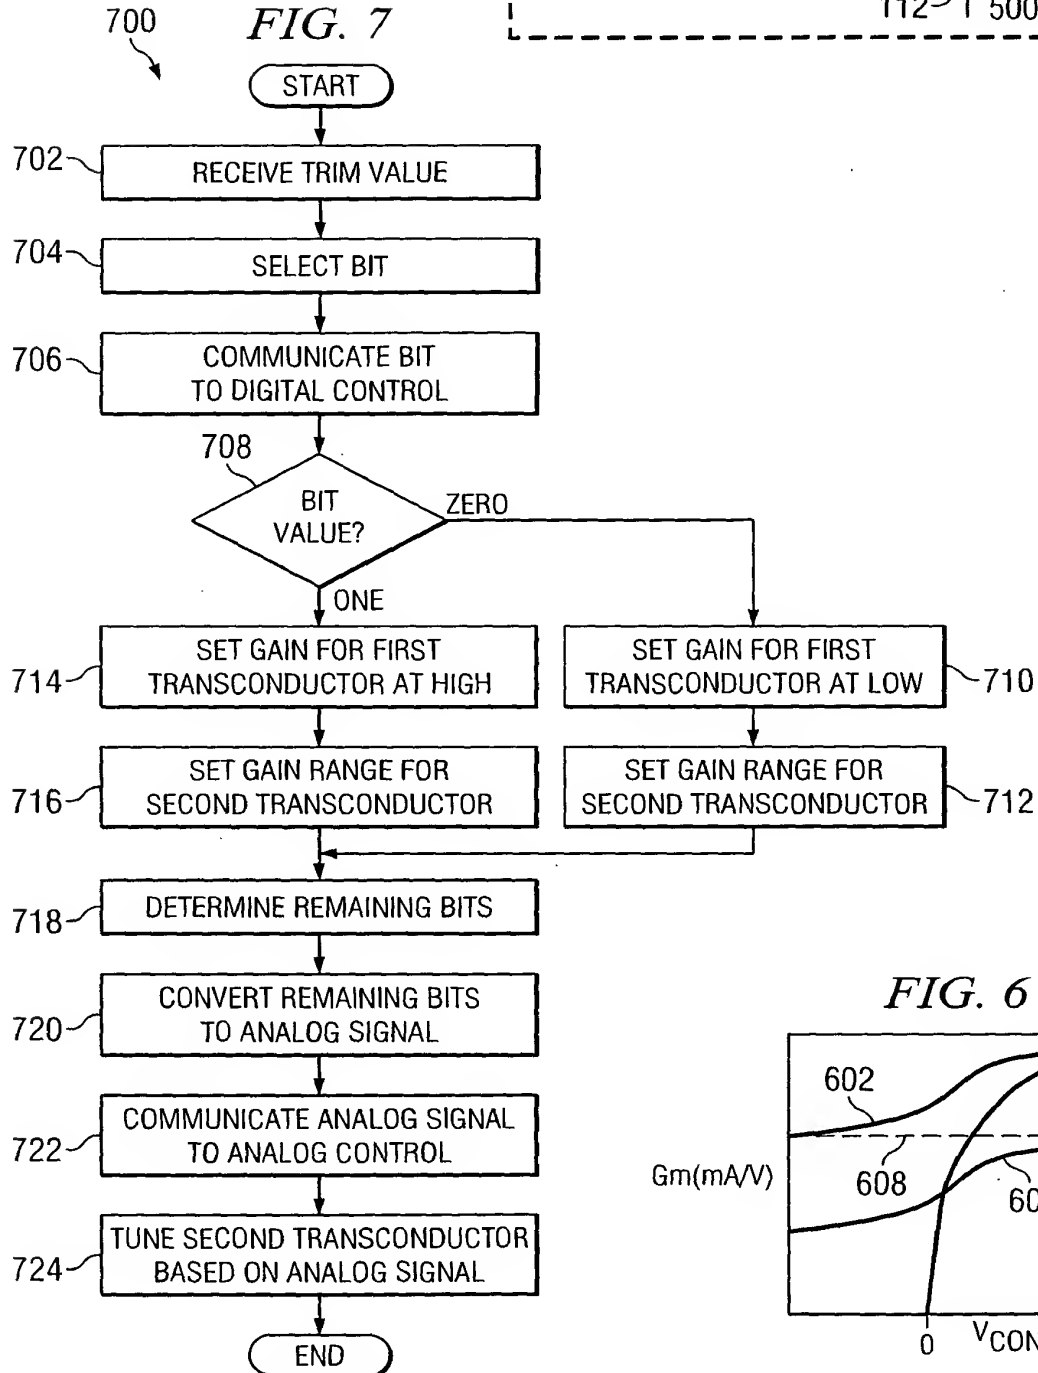 700
FIG. 7
712 500
START
702
RECEIVE TRIM VALUE
704
SELECT BIT
706
COMMUNICATE BIT
TO DIGITAL CONTROL
708
BIT
VALUE?
ZERO
ONE
714
SET GAIN FOR FIRST
TRANSCONDUCTOR AT HIGH
SET GAIN FOR FIRST
TRANSCONDUCTOR AT LOW
710
716
SET GAIN RANGE FOR
SECOND TRANSCONDUCTOR
SET GAIN RANGE FOR
SECOND TRANSCONDUCTOR
712
718
DETERMINE REMAINING BITS
720
CONVERT REMAINING BITS
TO ANALOG SIGNAL
722
COMMUNICATE ANALOG SIGNAL
TO ANALOG CONTROL
724
TUNE SECOND TRANSCONDUCTOR
BASED ON ANALOG SIGNAL
END
FIG. 6
602
608
60
Gm(mA/V)
0
VCON